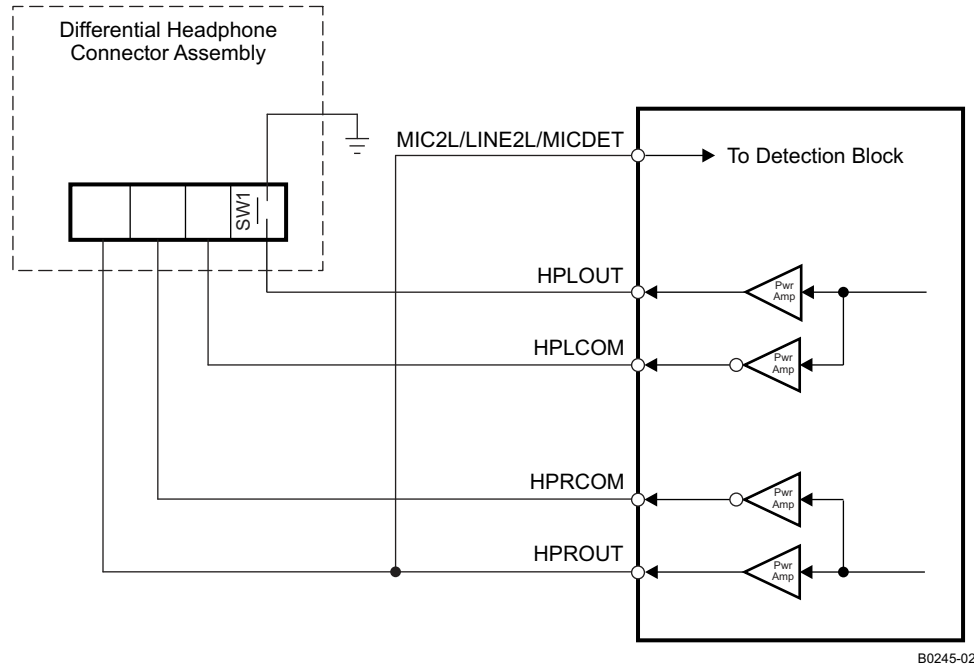 Differential Headphone
Connector Assembly
MIC2L/LINE2L/MICDET
To Detection Block
SW1
HPLOUT
Pwr
Amp
HPLCOM
Pwr
Amp
HPRCOM
Pwr
Amp
HPROUT
Pwr
Amp
B0245-02